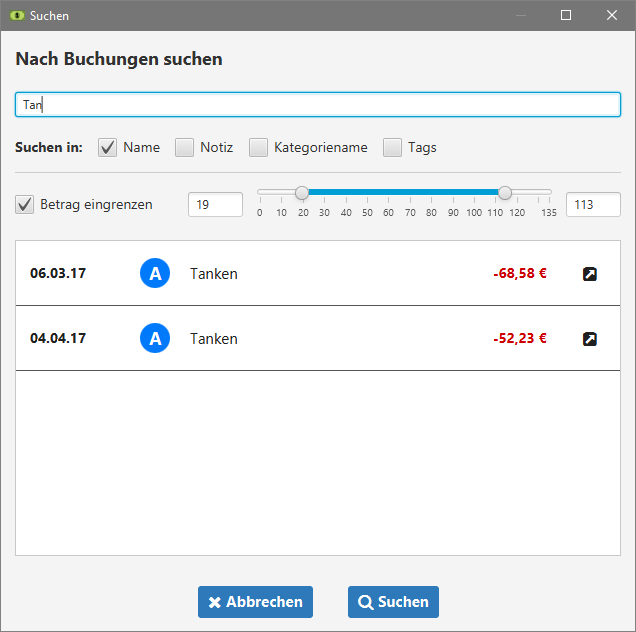 Suchen
Nach Buchungen suchen
Tan
Suchen in: Name Notiz Kategoriename Tags
Betrag eingrenzen 19 113
0 10 20 30 40 50 60 70 80 90 100 110 120 135
06.03.17 A Tanken -68,58 €
04.04.17 A Tanken -52,23 €
Abbrechen Suchen